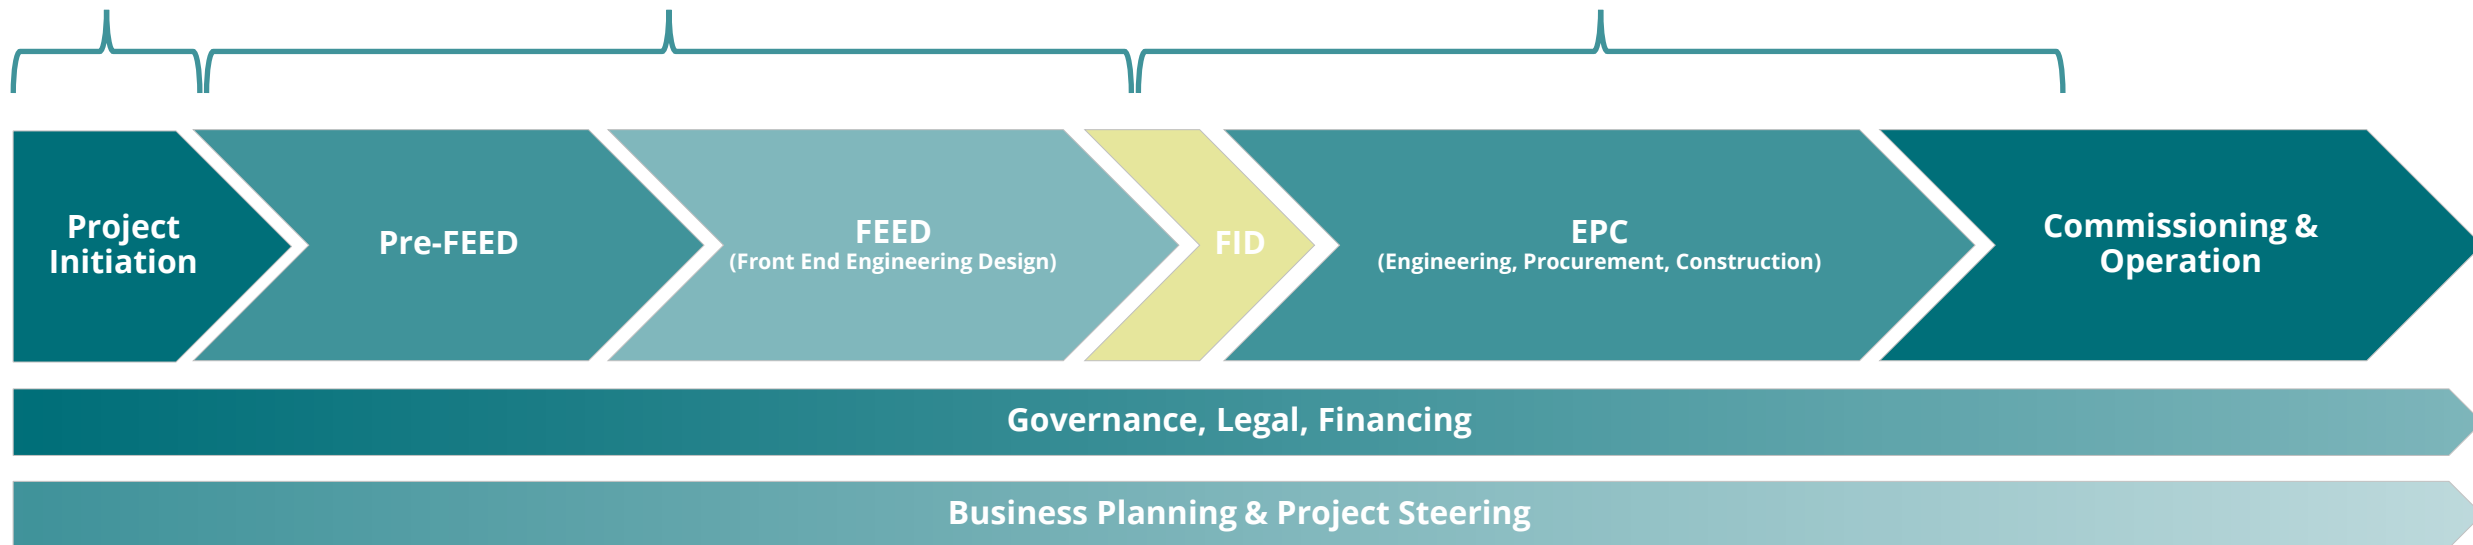 Project
Initiation
Pre-FEED
FEED
(Front End Engineering Design)
FID
EPC
(Engineering, Procurement, Construction)
Commissioning &
Operation
Governance, Legal, Financing
Business Planning & Project Steering